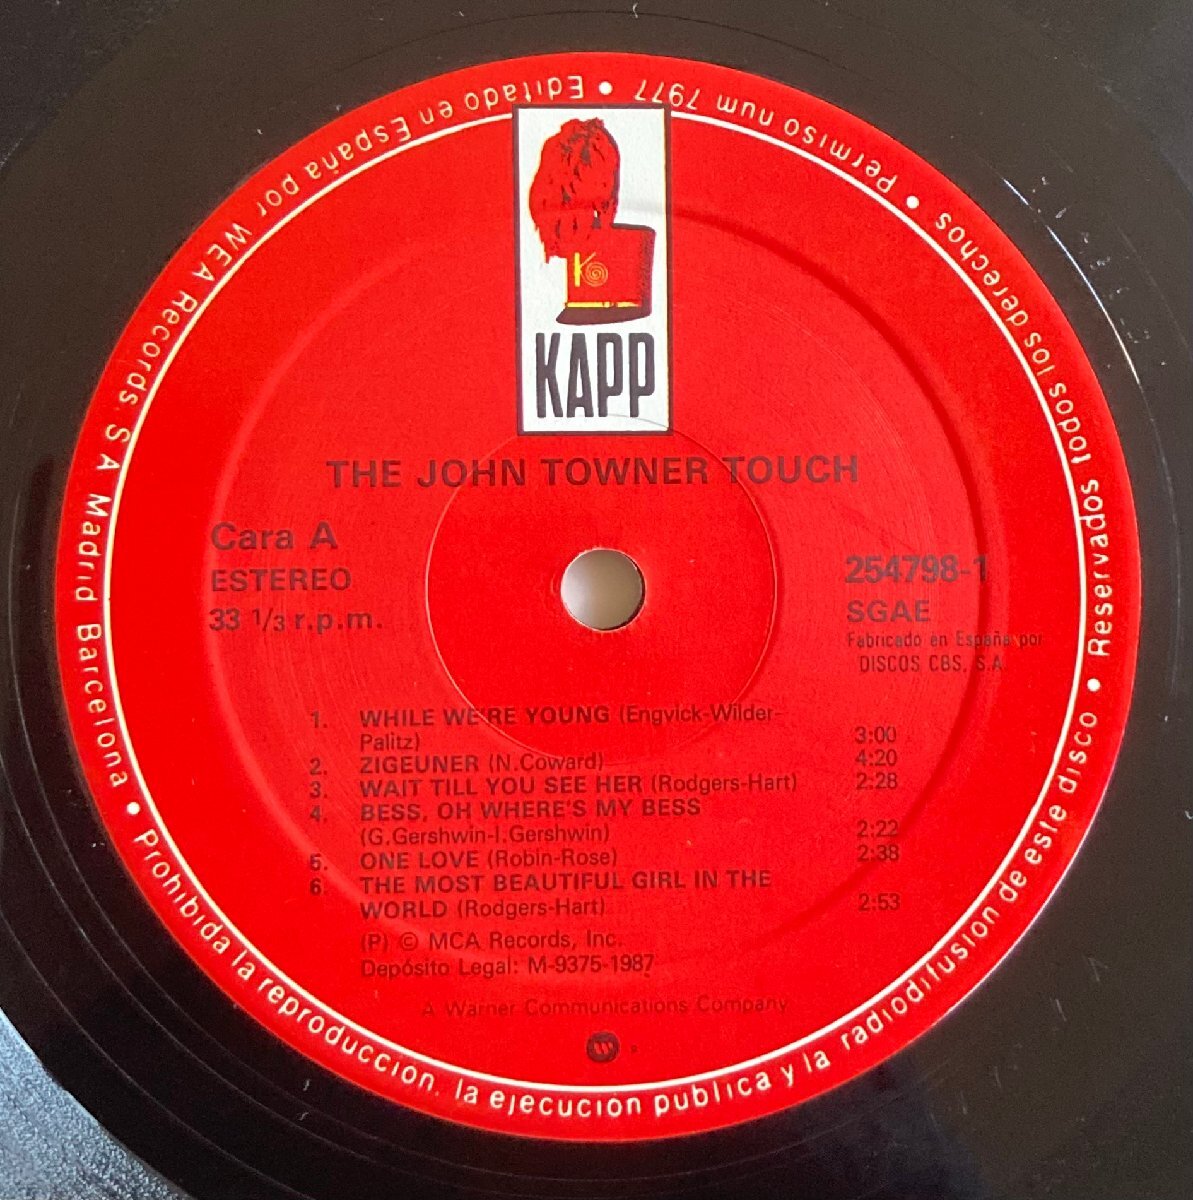 Editado en España por WEA Records. S A Madrid Barcelona • Prohibida la reproduccion. la ejecución publica y la radiodifusion de este disco • Reservados todos los derechos • Permiso num 7977 •
K
KAPP
THE JOHN TOWNER TOUCH
Cara A
ESTEREO
33 1/3 r.p.m.
254798-1
SGAE
Fabricado en España por
DISCOS CBS, S.A.
1. WHILE WE'RE YOUNG (Engvick-Wilder-
Palitz) 3:00
2. ZIGEUNER (N.Coward) 4:20
3. WAIT TILL YOU SEE HER (Rodgers-Hart) 2:28
4. BESS, OH WHERE'S MY BESS
(G.Gershwin-I.Gershwin) 2:22
5. ONE LOVE (Robin-Rose) 2:38
6. THE MOST BEAUTIFUL GIRL IN THE
WORLD (Rodgers-Hart) 2:53
(P) © MCA Records, Inc.
Depósito Legal: M-9375-1987
A Warner Communications Company